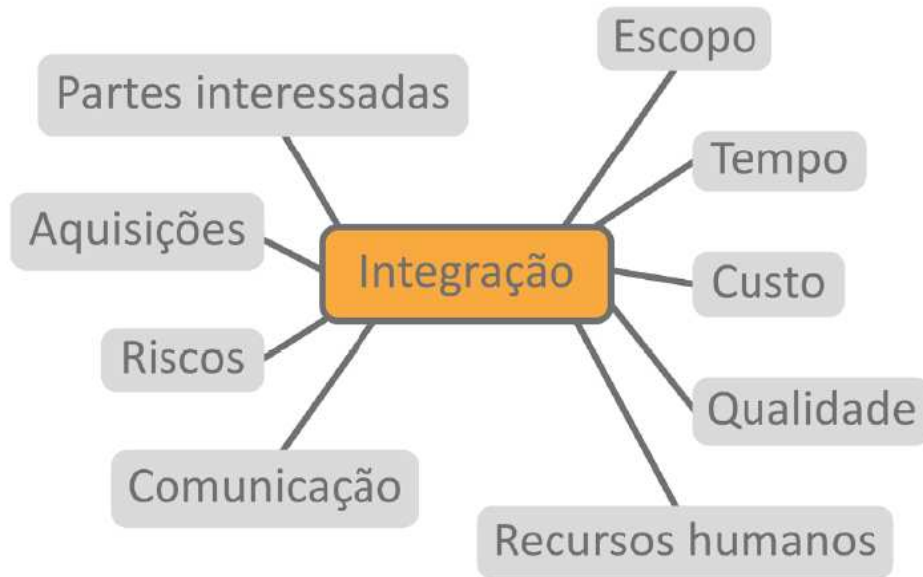 Escopo
Partes interessadas
Tempo
Aquisições
Integração
Custo
Riscos
Qualidade
Comunicação
Recursos humanos